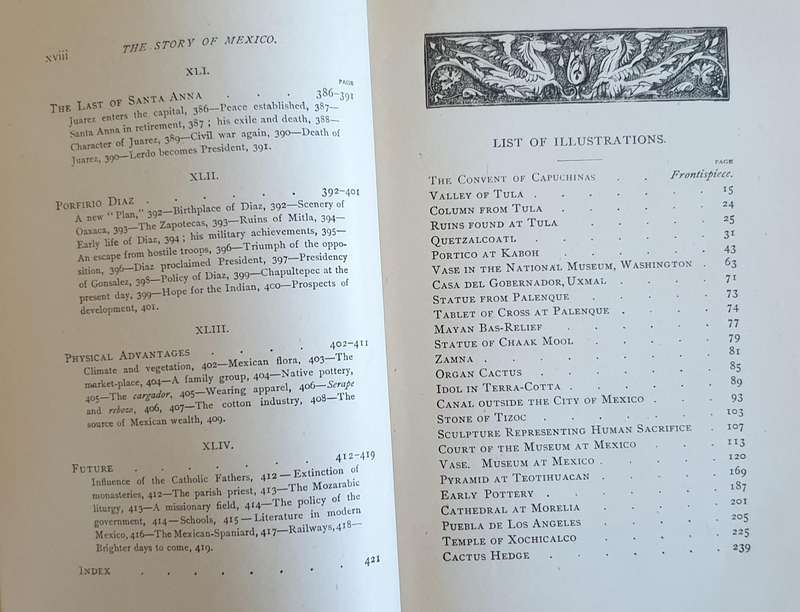 xviii THE STORY OF MEXICO.
XLI.
PAGE
THE LAST OF SANTA ANNA . . . 386–391
Juarez enters the capital, 386—Peace established, 387—
Santa Anna in retirement, 387 ; his exile and death, 388—
Character of Juarez, 389—Civil war again, 390—Death of
Juarez, 390—Lerdo becomes President, 391.
XLII.
PORFIRIO DIAZ . . . . . . 392–401
A new "Plan," 392—Birthplace of Diaz, 392—Scenery of
Oaxaca, 393—The Zapotecas, 393—Ruins of Mitla, 394—
Early life of Diaz, 394 ; his military achievements, 395—
An escape from hostile troops, 396—Triumph of the oppo-
sition, 396—Diaz proclaimed President, 397—Presidency
of Gonsalez, 398—Policy of Diaz, 399—Chapultepec at the
present day, 399—Hope for the Indian, 400—Prospects of
development, 401.
XLIII.
PHYSICAL ADVANTAGES . . . . 402–411
Climate and vegetation, 402—Mexican flora, 403—The
market-place, 404—A family group, 404—Native pottery,
405—The cargador, 405—Wearing apparel, 406—Serape
and reboza, 406, 407—The cotton industry, 408—The
source of Mexican wealth, 409.
XLIV.
FUTURE . . . . . . 412–419
Influence of the Catholic Fathers, 412—Extinction of
monasteries, 412—The parish priest, 413—The Mozarabic
liturgy, 413—A missionary field, 414—The policy of the
government, 414—Schools, 415—Literature in modern
Mexico, 416—The Mexican-Spaniard, 417—Railways, 418—
Brighter days to come, 419.
INDEX . . . . . . . 421
LIST OF ILLUSTRATIONS.
PAGE
THE CONVENT OF CAPUCHINAS . . Frontispiece.
VALLEY OF TULA . . . . . . 15
COLUMN FROM TULA . . . . . 24
RUINS FOUND AT TULA . . . . . 25
QUETZALCOATL . . . . . . 31
PORTICO AT KABOH . . . . . 43
VASE IN THE NATIONAL MUSEUM, WASHINGTON . 63
CASA DEL GOBERNADOR, UXMAL . . . . 71
STATUE FROM PALENQUE . . . . . 73
TABLET OF CROSS AT PALENQUE . . . . 74
MAYAN BAS-RELIEF . . . . . 77
STATUE OF CHAAK MOOL . . . . . 79
ZAMNA . . . . . . . 81
ORGAN CACTUS . . . . . . 85
IDOL IN TERRA-COTTA . . . . . 89
CANAL OUTSIDE THE CITY OF MEXICO . . . 93
STONE OF TIZOC . . . . . . 103
SCULPTURE REPRESENTING HUMAN SACRIFICE . 107
COURT OF THE MUSEUM AT MEXICO . . . 113
VASE. MUSEUM AT MEXICO . . . . . 120
PYRAMID AT TEOTIHUACAN . . . . . 169
EARLY POTTERY . . . . . . 187
CATHEDRAL AT MORELIA . . . . . 201
PUEBLA DE LOS ANGELES . . . . . 205
TEMPLE OF XOCHICALCO . . . . . 225
CACTUS HEDGE . . . . . . 239